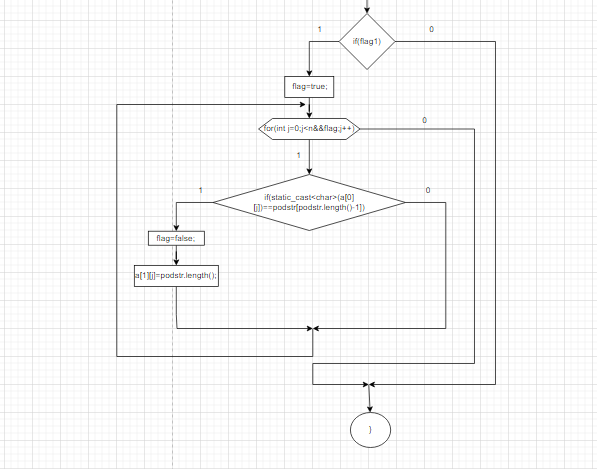 1
0
if(flag1)
flag=true;
for(int j=0;j<n&&flag;j++)
0
1
if(static_cast<char>(a[0]
[j])==podstr[podstr.length()-1])
1
0
flag=false;
a[1][j]=podstr.length();
}